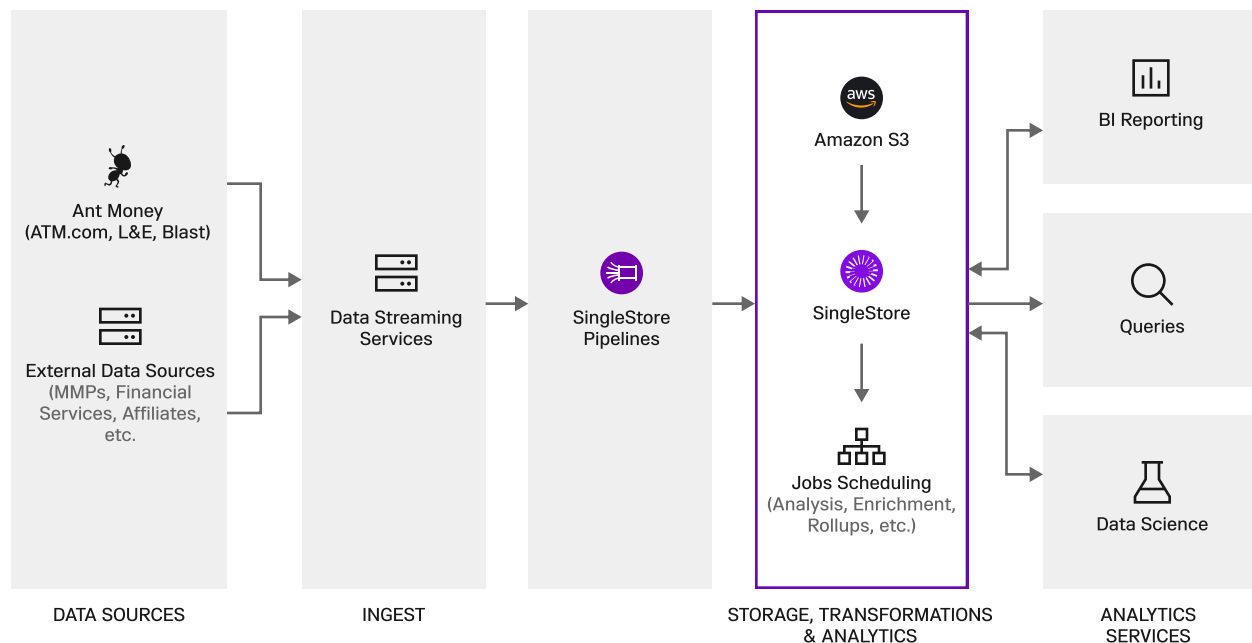 Ant Money
(ATM.com, L&E, Blast)
External Data Sources
(MMPs, Financial
Services, Affiliates,
etc.
DATA SOURCES
Data Streaming
Services
INGEST
SingleStore
Pipelines
aws
Amazon S3
SingleStore
Jobs Scheduling
(Analysis, Enrichment,
Rollups, etc.)
STORAGE, TRANSFORMATIONS
& ANALYTICS
BI Reporting
Queries
Data Science
ANALYTICS
SERVICES